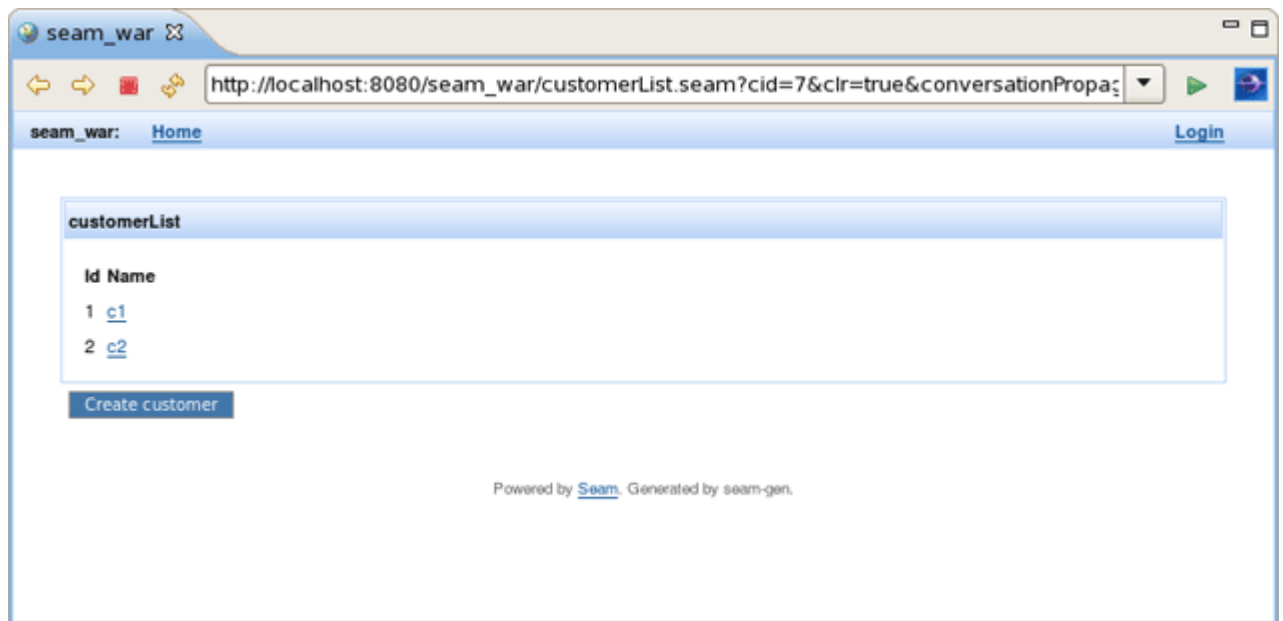 seam_war
http://localhost:8080/seam_war/customerList.seam?cid=7&clr=true&conversationPropag
seam_war: Home Login
customerList
Id Name
1 c1
2 c2
Create customer
Powered by Seam. Generated by seam-gen.